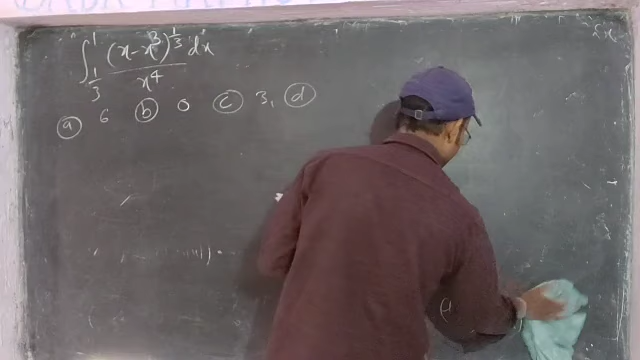 ∫_{1/3}^{1} (x-x³)^{1/3} dx / x⁴
(a) 6 (b) 0 (c) 3, (d)